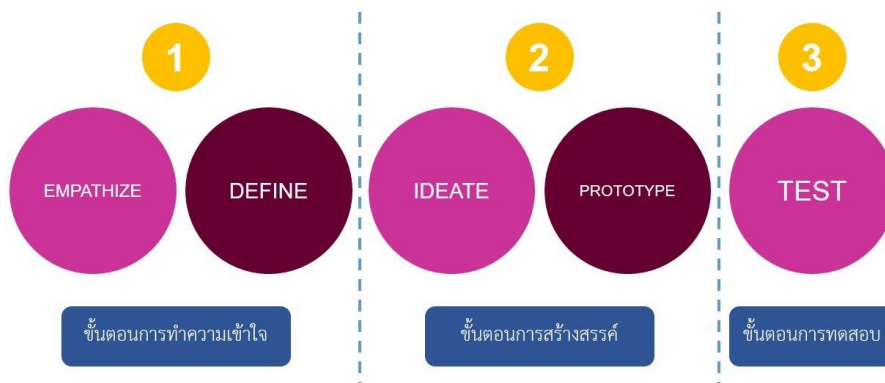 1
2
3
EMPATHIZE
DEFINE
IDEATE
PROTOTYPE
TEST
ขั้นตอนการทำความเข้าใจ
ขั้นตอนการสร้างสรรค์
ขั้นตอนการทดสอบ